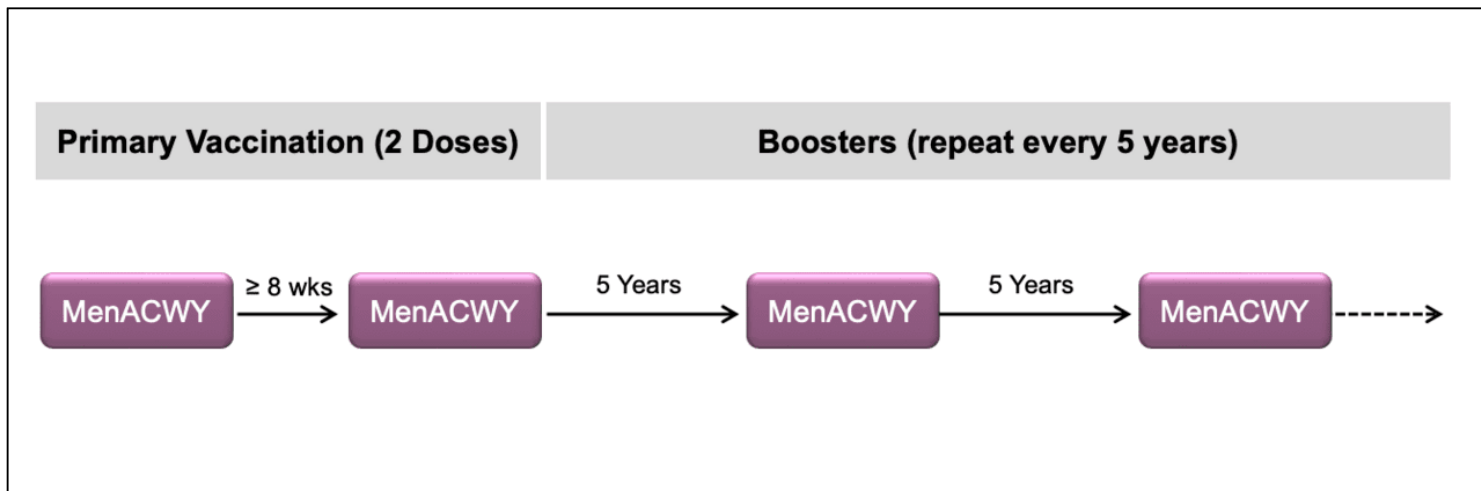 Primary Vaccination (2 Doses)
Boosters (repeat every 5 years)
MenACWY
≥ 8 wks
MenACWY
5 Years
MenACWY
5 Years
MenACWY